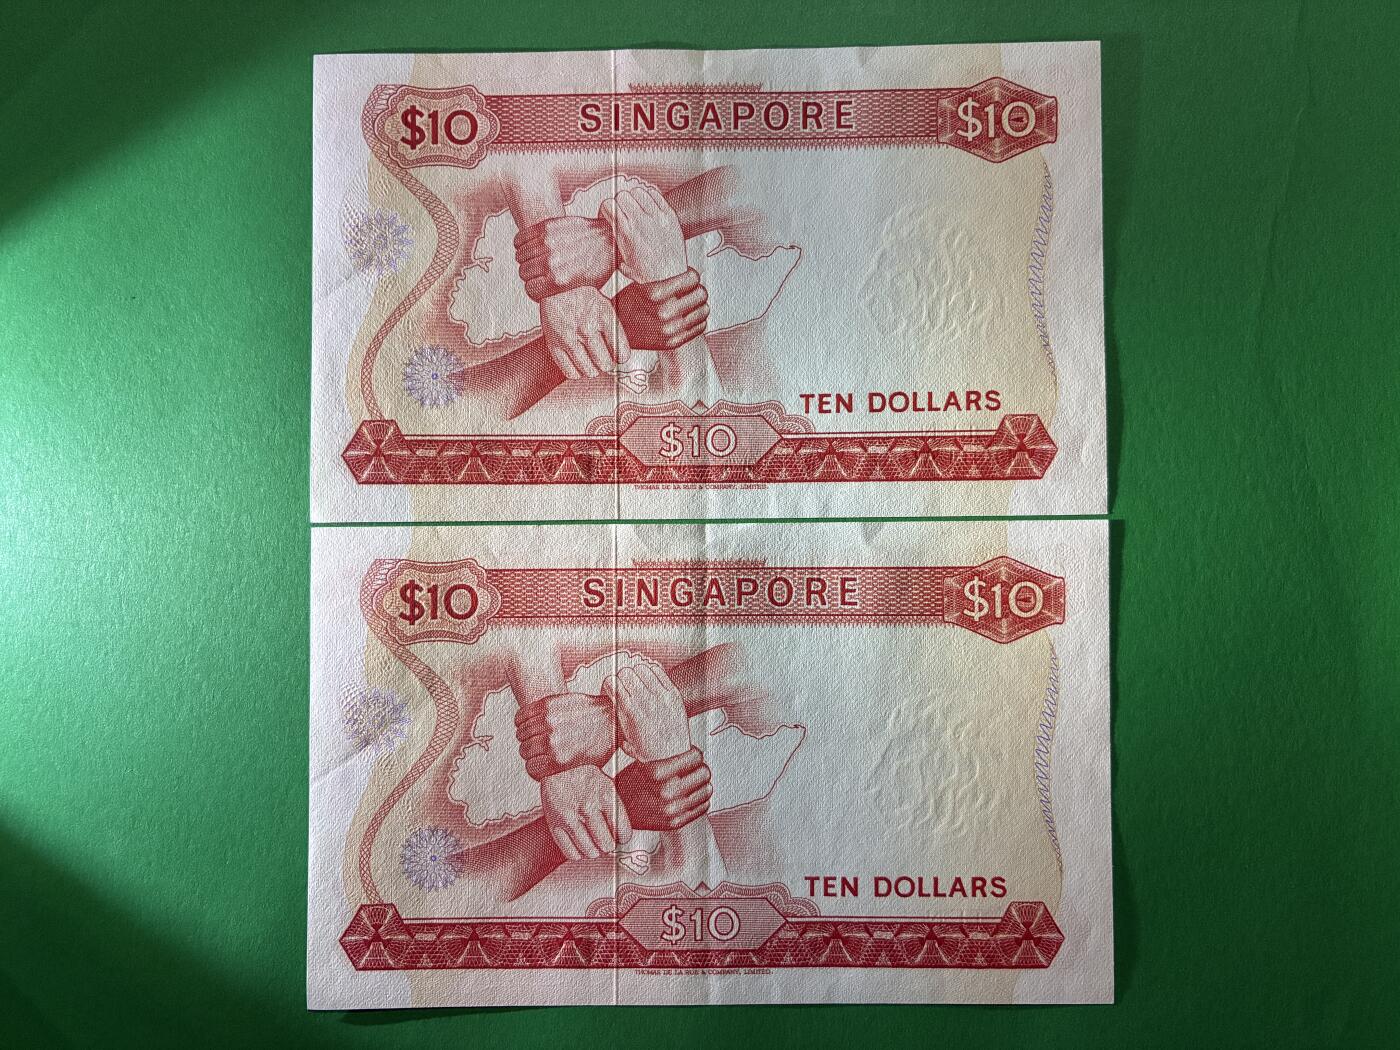 $10 SINGAPORE $10
TEN DOLLARS
$10
THOMAS DE LA RUE & COMPANY, LIMITED.
$10 SINGAPORE $10
TEN DOLLARS
$10
THOMAS DE LA RUE & COMPANY, LIMITED.